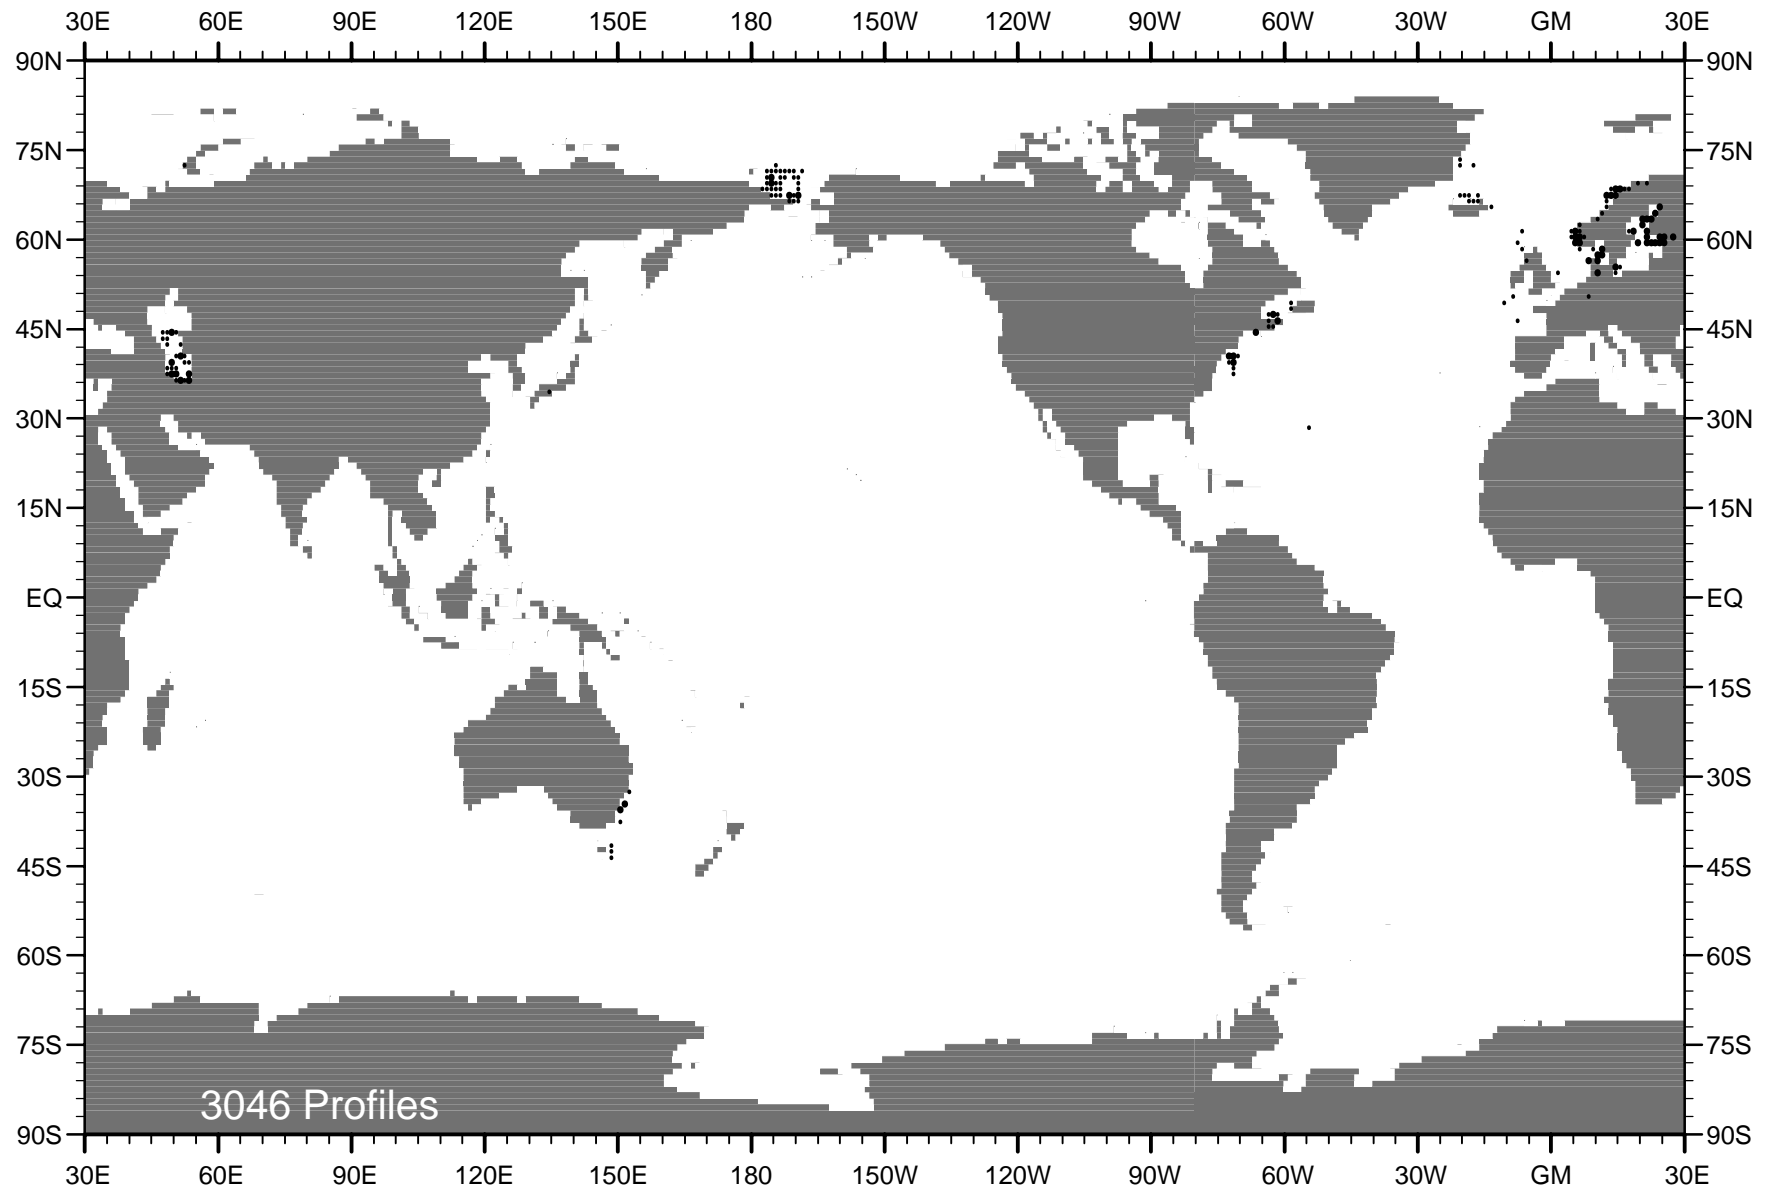 30E 60E 90E 120E 150E 180 150W 120W 90W 60W 30W GM 30E
90N 90N
75N 75N
60N 60N
45N 45N
30N 30N
15N 15N
EQ EQ
15S 15S
30S 30S
45S 45S
60S 60S
75S 75S
3046 Profiles
90S 90S
30E 60E 90E 120E 150E 180 150W 120W 90W 60W 30W GM 30E